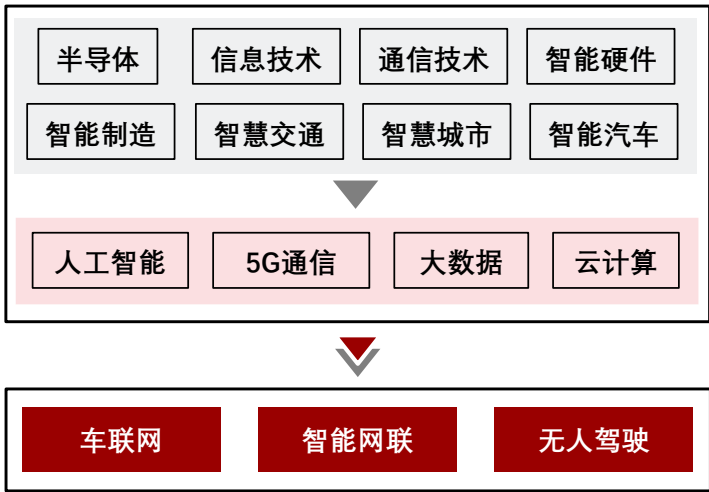 半导体 信息技术 通信技术 智能硬件
智能制造 智慧交通 智慧城市 智能汽车
人工智能 5G通信 大数据 云计算
车联网 智能网联 无人驾驶